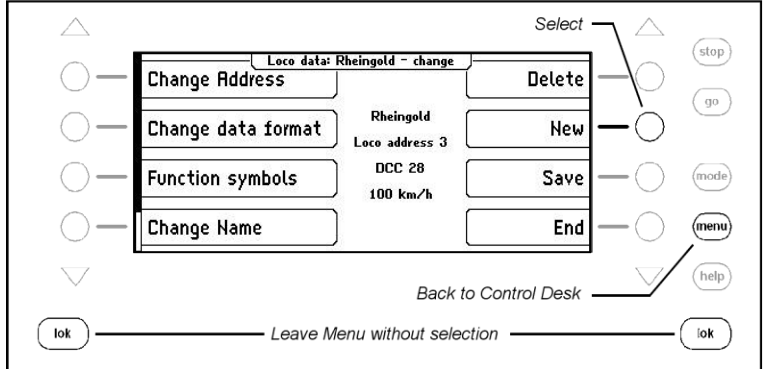 Select
stop
Loco data: Rheingold - change
Change Address
Delete
go
Rheingold
Change data format
New
Loco address 3
DCC 28
Function symbols
Save
mode
100 km/h
Change Name
End
menu
help
Back to Control Desk
lok
Leave Menu without selection
lok